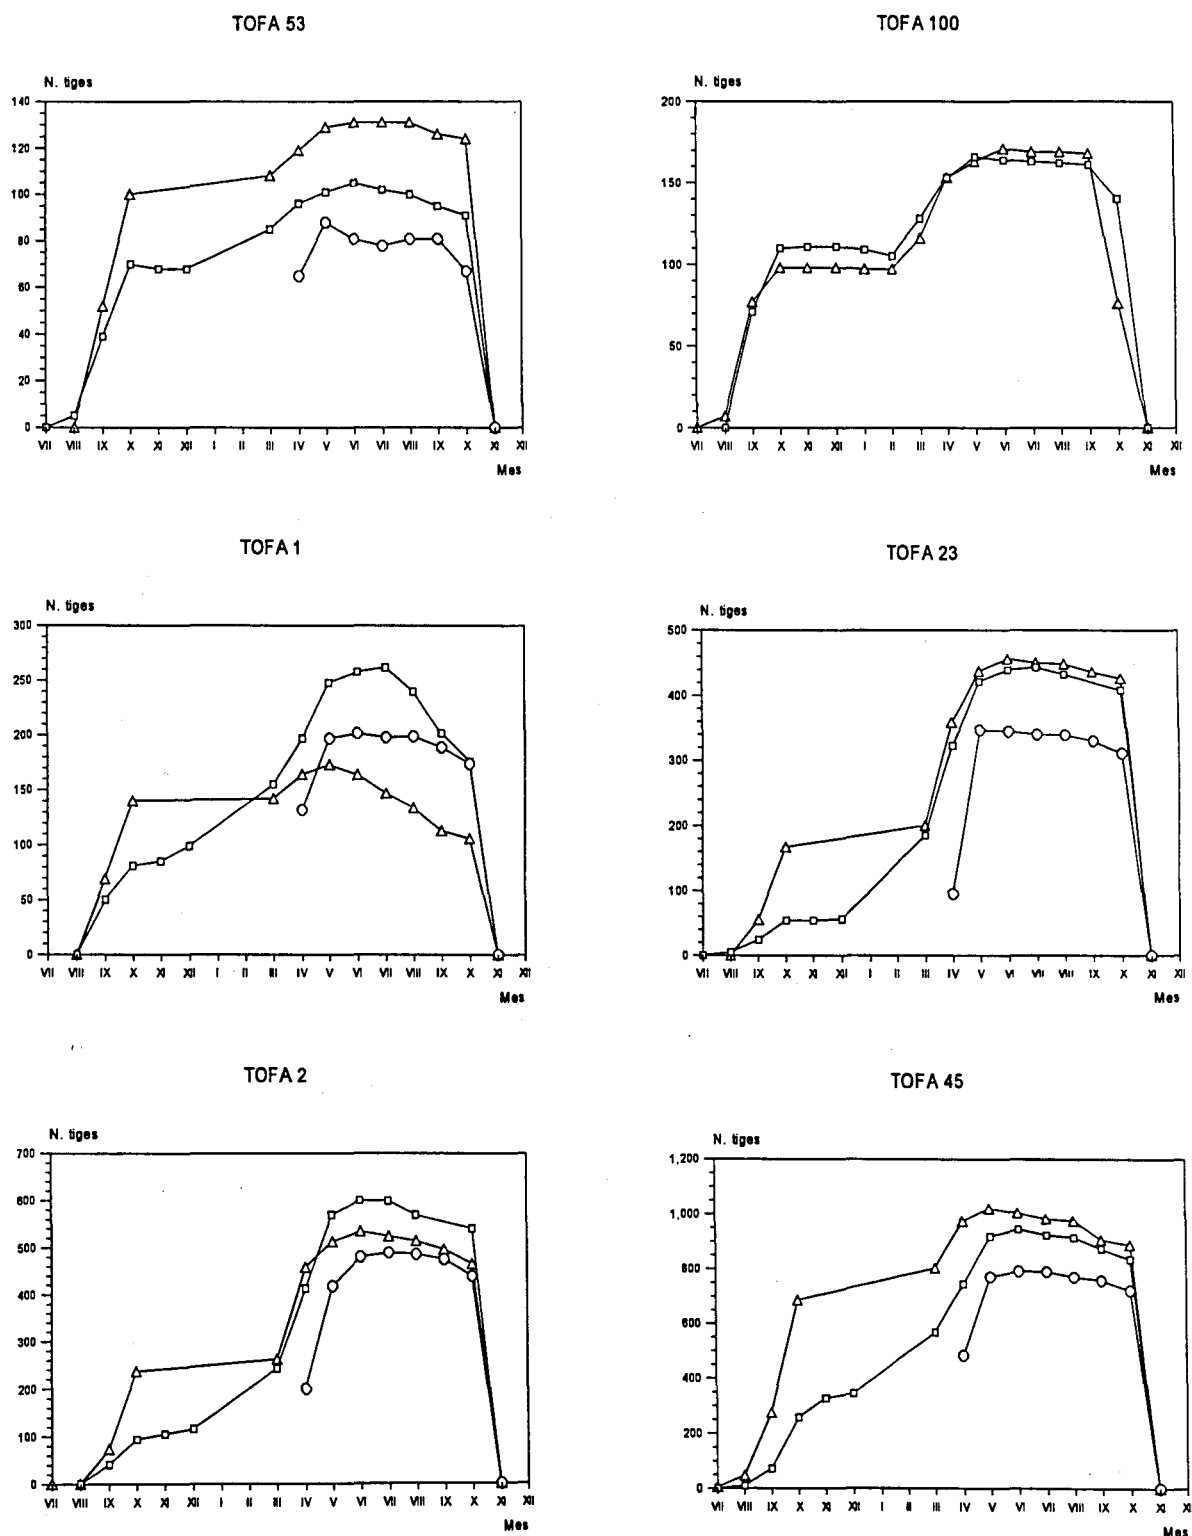 TOFA 53
N. tiges
140
120
100
80
60
40
20
0
VII VIII IX X XI XII I II III IV V VI VII VIII IX X XI XII
Mes
TOFA 100
N. tiges
200
150
100
50
0
VII VIII IX X XI XII I II III IV V VI VII VIII IX X XI XII
Mes
TOFA 1
N. tiges
300
250
200
150
100
50
0
VII VIII IX X XI XII I II III IV V VI VII VIII IX X XI XII
Mes
TOFA 23
N. tiges
500
400
300
200
100
0
VII VIII IX X XI XII I II III IV V VI VII VIII IX X XI XII
Mes
TOFA 2
N. tiges
700
600
500
400
300
200
100
0
VII VIII IX X XI XII I II III IV V VI VII VIII IX X XI XII
Mes
TOFA 45
N. tiges
1,200
1,000
800
600
400
200
0
VII VIII IX X XI XII I II III IV V VI VII VIII IX X XI XI
Mes